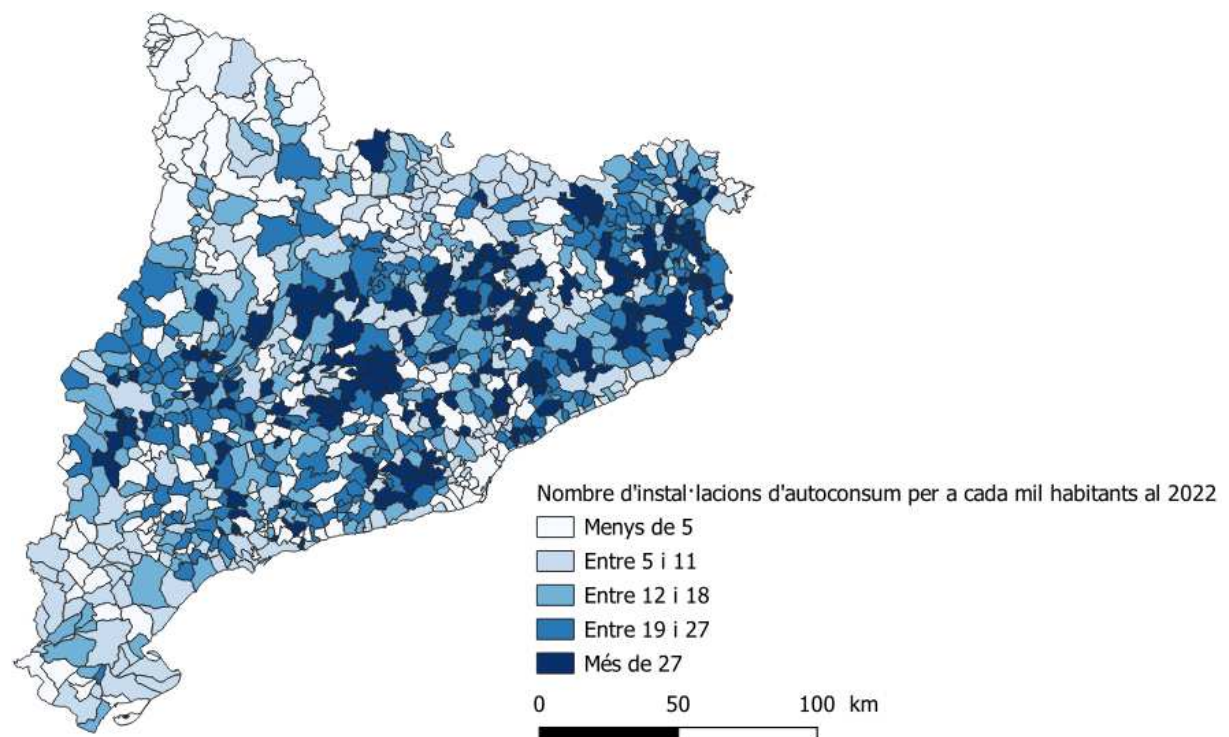 Nombre d'instal·lacions d'autoconsum per a cada mil habitants al 2022
Menys de 5
Entre 5 i 11
Entre 12 i 18
Entre 19 i 27
Més de 27
0 50 100 km